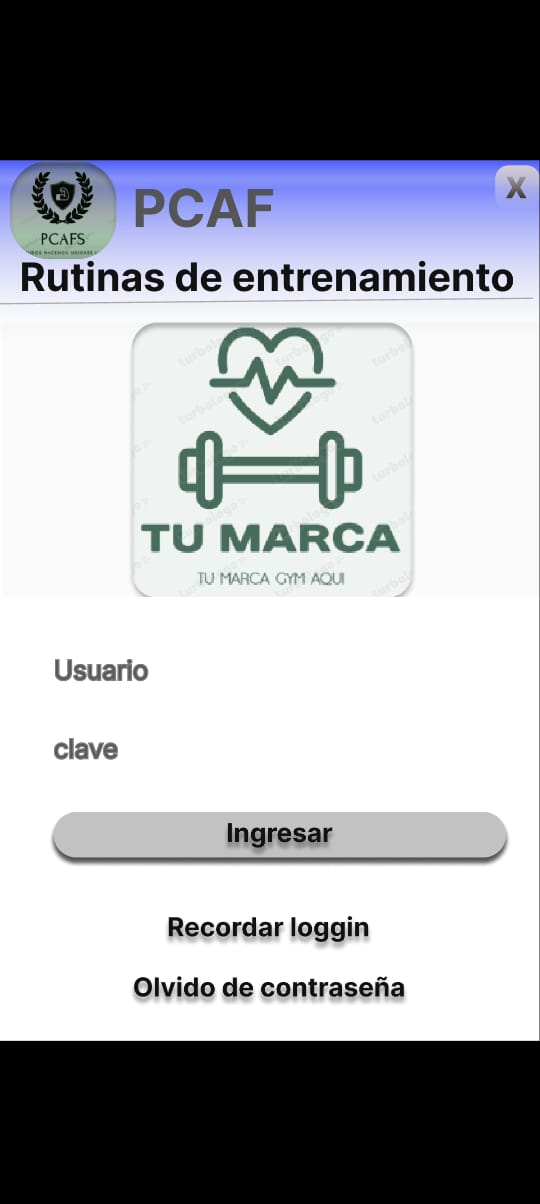 PCAFS
PCAF
X
Rutinas de entrenamiento
turbologo
TU MARCA
TU MARCA GYM AQUI
Usuario
clave
Ingresar
Recordar loggin
Olvido de contraseña